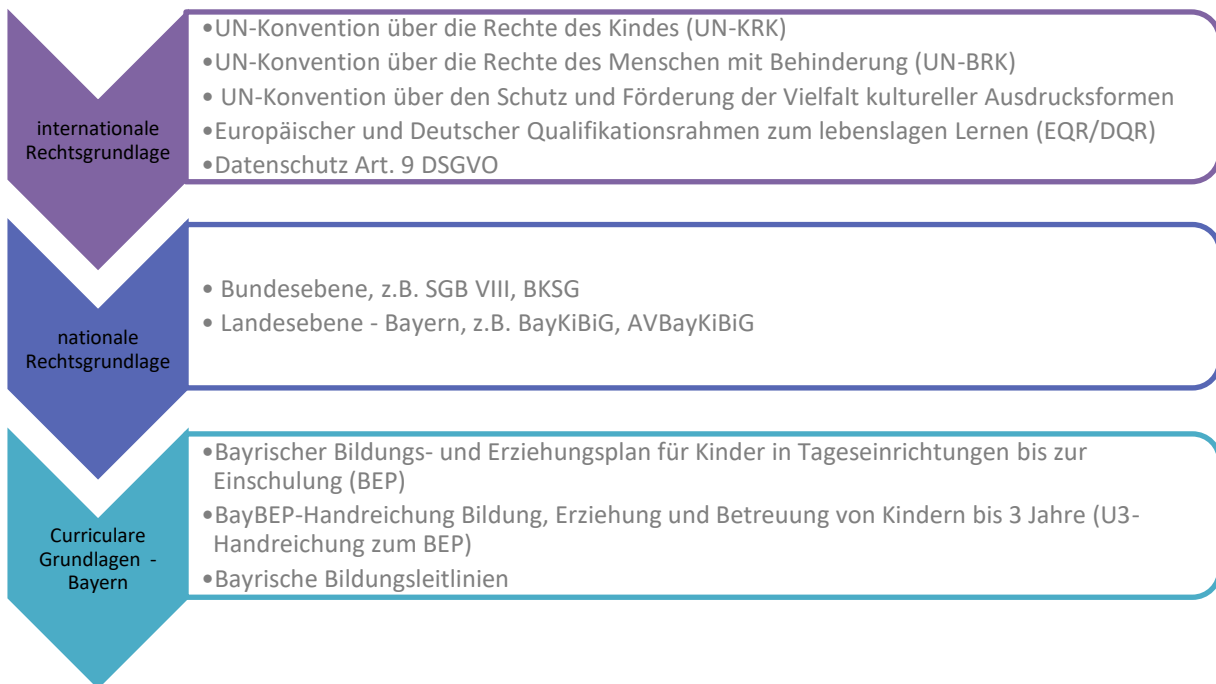 internationale
Rechtsgrundlage
•UN-Konvention über die Rechte des Kindes (UN-KRK)
•UN-Konvention über die Rechte des Menschen mit Behinderung (UN-BRK)
• UN-Konvention über den Schutz und Förderung der Vielfalt kultureller Ausdrucksformen
•Europäischer und Deutscher Qualifikationsrahmen zum lebenslagen Lernen (EQR/DQR)
•Datenschutz Art. 9 DSGVO
nationale
Rechtsgrundlage
• Bundesebene, z.B. SGB VIII, BKSG
• Landesebene - Bayern, z.B. BayKiBiG, AVBayKiBiG
Curriculare
Grundlagen -
Bayern
•Bayrischer Bildungs- und Erziehungsplan für Kinder in Tageseinrichtungen bis zur
Einschulung (BEP)
•BayBEP-Handreichung Bildung, Erziehung und Betreuung von Kindern bis 3 Jahre (U3-
Handreichung zum BEP)
•Bayrische Bildungsleitlinien